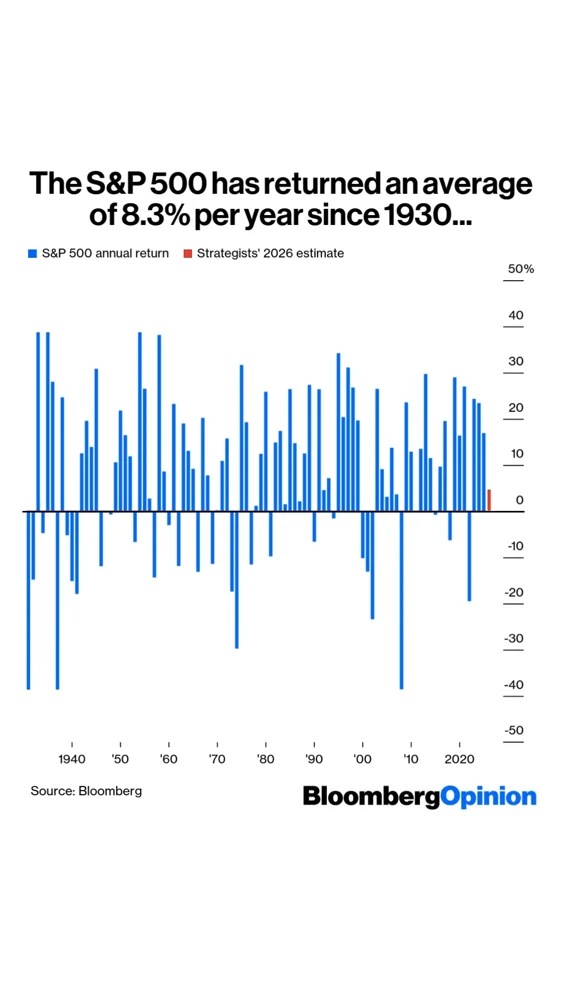 The S&P 500 has returned an average
of 8.3% per year since 1930...
S&P 500 annual return Strategists' 2026 estimate
50%
40
30
20
10
0
-10
-20
-30
-40
-50
1940 '50 '60 '70 '80 '90 '00 '10 2020
Source: Bloomberg
BloombergOpinion